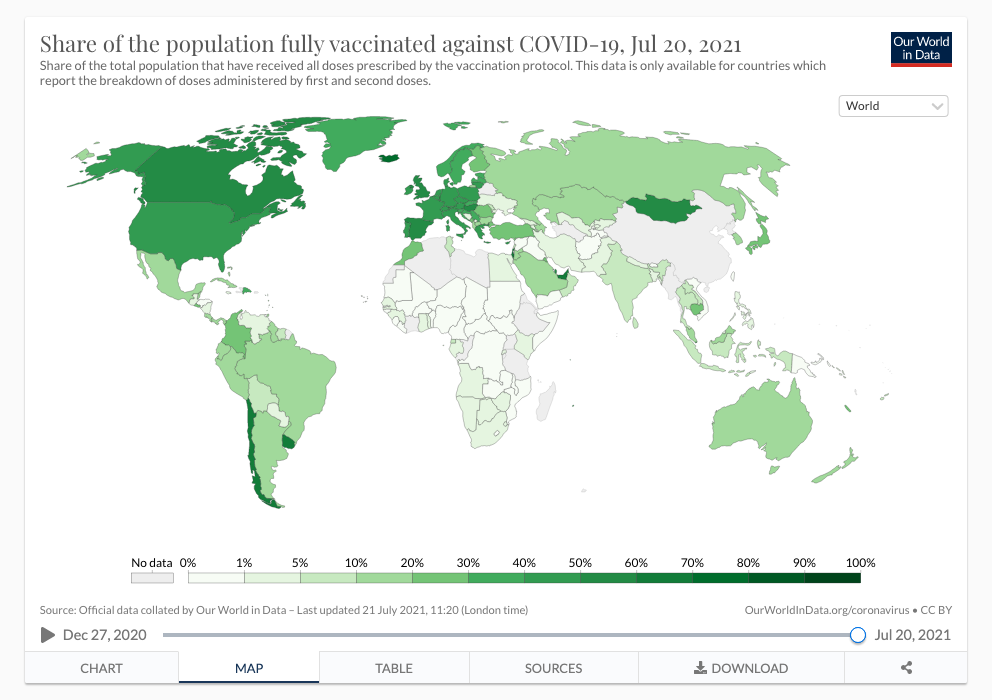 Share of the population fully vaccinated against COVID-19, Jul 20, 2021
Our World
in Data
Share of the total population that have received all doses prescribed by the vaccination protocol. This data is only available for countries which
report the breakdown of doses administered by first and second doses.
World
No data 0% 1% 5% 10% 20% 30% 40% 50% 60% 70% 80% 90% 100%
Source: Official data collated by Our World in Data – Last updated 21 July 2021, 11:20 (London time)
OurWorldInData.org/coronavirus • CC BY
Dec 27, 2020
Jul 20, 2021
CHART
MAP
TABLE
SOURCES
DOWNLOAD